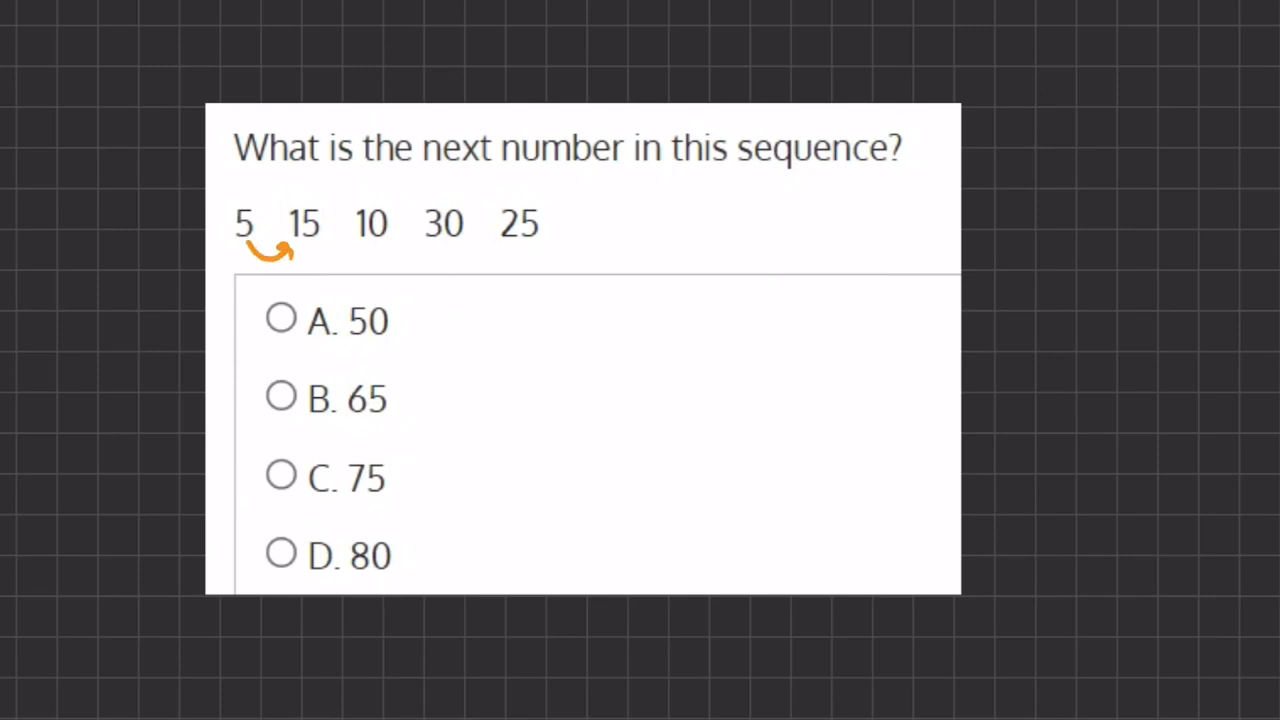 What is the next number in this sequence?
5 15 10 30 25
A. 50
B. 65
C. 75
D. 80